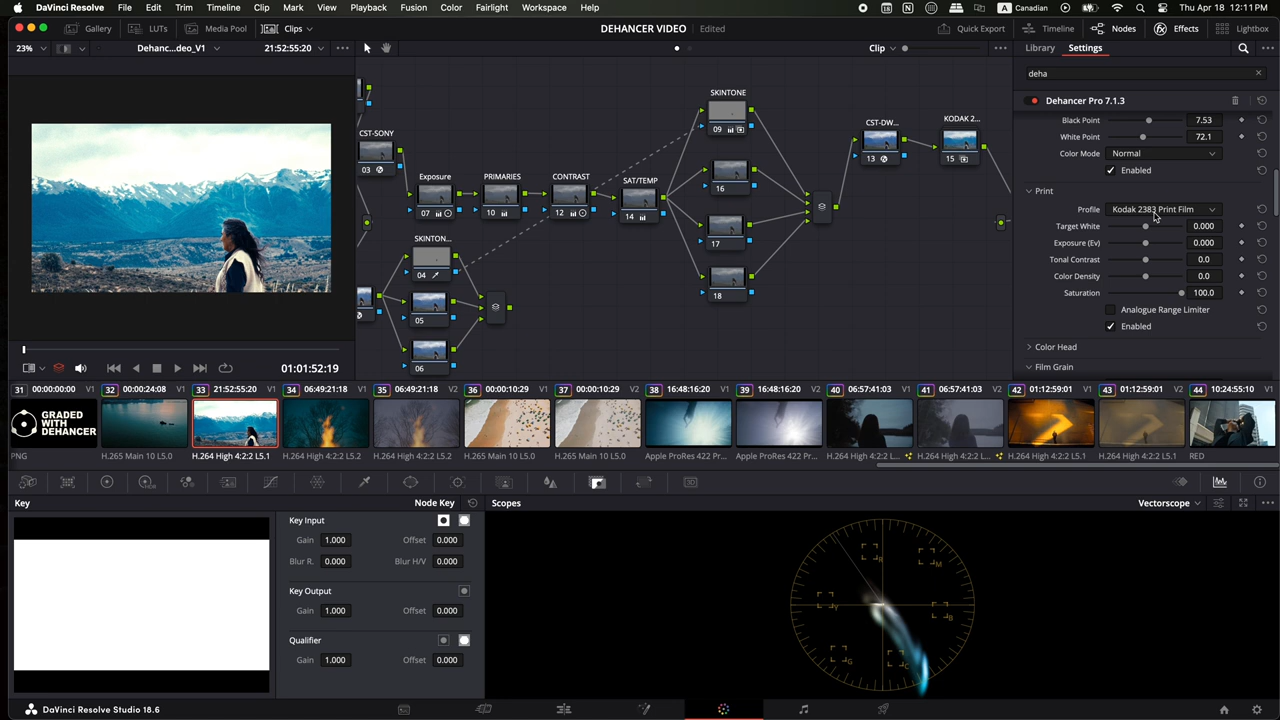 DaVinci Resolve File Edit Trim Timeline Clip Mark View Playback Fusion Color Fairlight Workspace Help A Canadian Thu Apr 18 12:11 PM
Gallery LUTs Media Pool Clips DEHANCER VIDEO Edited Quick Export Timeline Nodes Effects Lightbox
23% Dehanc...deo_V1 21:52:55:20 Clip Library Settings
deha
Dehancer Pro 7.1.3
Black Point 7.53
White Point 72.1
Color Mode Normal
Enabled
Print
Profile Kodak 2383 Print Film
Target White 0.000
Exposure (Ev) 0.000
Tonal Contrast 0.0
Color Density 0.0
Saturation 100.0
Analogue Range Limiter
Enabled
Color Head
Film Grain
SKINTONE
09
CST-SONY
03
Exposure
07
PRIMARIES
10
CONTRAST
12
SAT/TEMP
14
16
17
18
CST-DW...
13
KODAK 2...
15
SKINTON...
04
05
06
01:01:52:19
31 00:00:00:00 V1 32 00:00:24:08 V1 33 21:52:55:20 V1 34 06:49:21:18 V1 35 06:49:21:18 V2 36 00:00:10:29 V1 37 00:00:10:29 V2 38 16:48:16:20 V1 39 16:48:16:20 V2 40 06:57:41:03 V1 41 06:57:41:03 V2 42 01:12:59:01 V1 43 01:12:59:01 V2 44 10:24:55:10 V1
GRADED
WITH
DEHANCER
PNG H.265 Main 10 L5.0 H.264 High 4:2:2 L5.1 H.264 High 4:2:2 L5.2 H.264 High 4:2:2 L5.2 H.265 Main 10 L5.0 H.265 Main 10 L5.0 Apple ProRes 422 Pr... Apple ProRes 422 Pr... H.264 High 4:2:2 L... H.264 High 4:2:2 L... H.264 High 4:2:2 L5.1 H.264 High 4:2:2 L5.1 RED
Key Node Key Scopes Vectorscope
Key Input
Gain 1.000 Offset 0.000
Blur R. 0.000 Blur H/V 0.000
Key Output
Gain 1.000 Offset 0.000
Qualifier
Gain 1.000 Offset 0.000
R
M
Y
B
G
C
DaVinci Resolve Studio 18.6